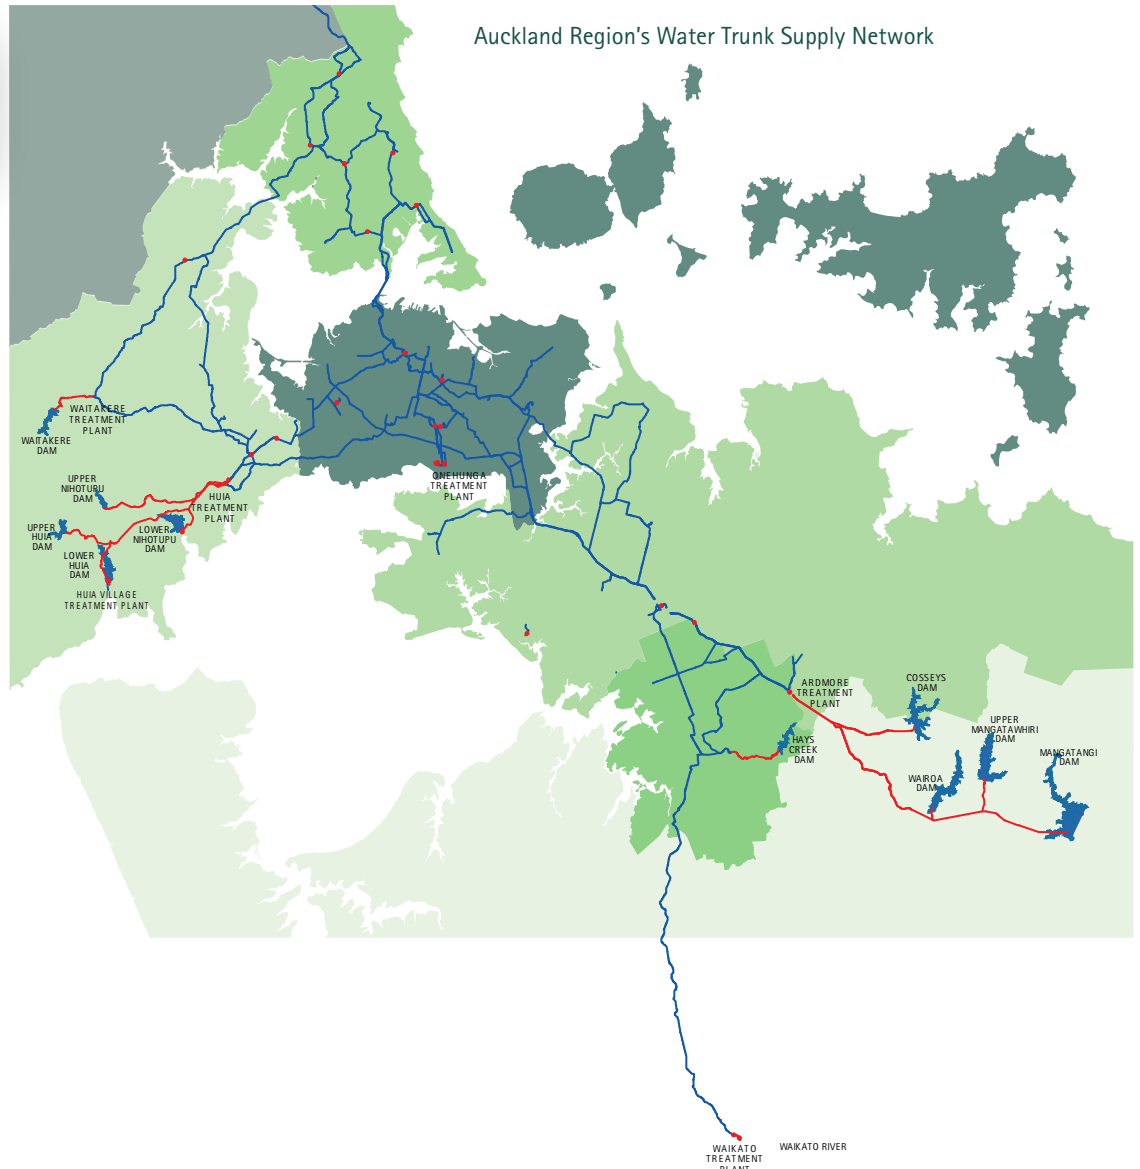 Auckland Region's Water Trunk Supply Network
WAITAKERE
TREATMENT
PLANT
WAITAKERE
DAM
UPPER
NIHOTUPU
DAM
HUIA
TREATMENT
PLANT
ONEHUNGA
TREATMENT
PLANT
UPPER
HUIA
DAM
LOWER
NIHOTUPU
DAM
LOWER
HUIA
DAM
HUIA VILLAGE
TREATMENT PLANT
ARDMORE
TREATMENT
PLANT
COSSEYS
DAM
UPPER
MANGATAWHIRI
DAM
HAYS
CREEK
DAM
MANGATANGI
DAM
WAIROA
DAM
WAIKATO
TREATMENT
PLANT
WAIKATO RIVER